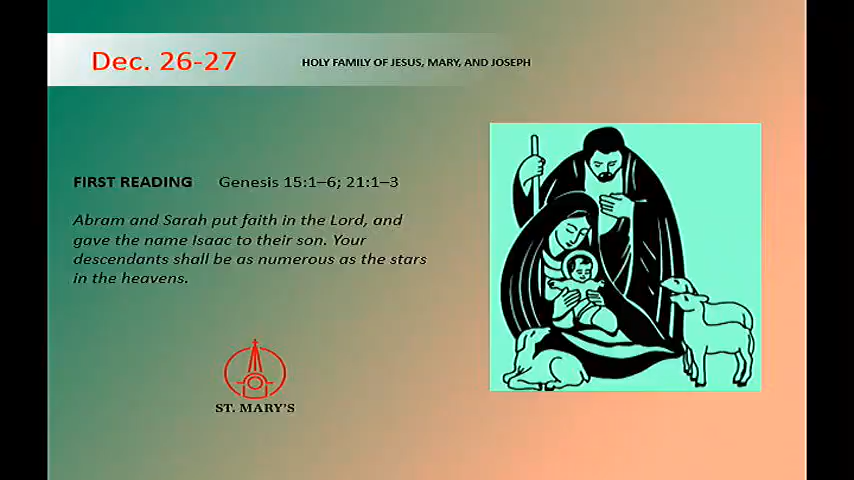 Dec. 26-27
HOLY FAMILY OF JESUS, MARY, AND JOSEPH
FIRST READING Genesis 15:1–6; 21:1–3
Abram and Sarah put faith in the Lord, and
gave the name Isaac to their son. Your
descendants shall be as numerous as the stars
in the heavens.
ST. MARY'S